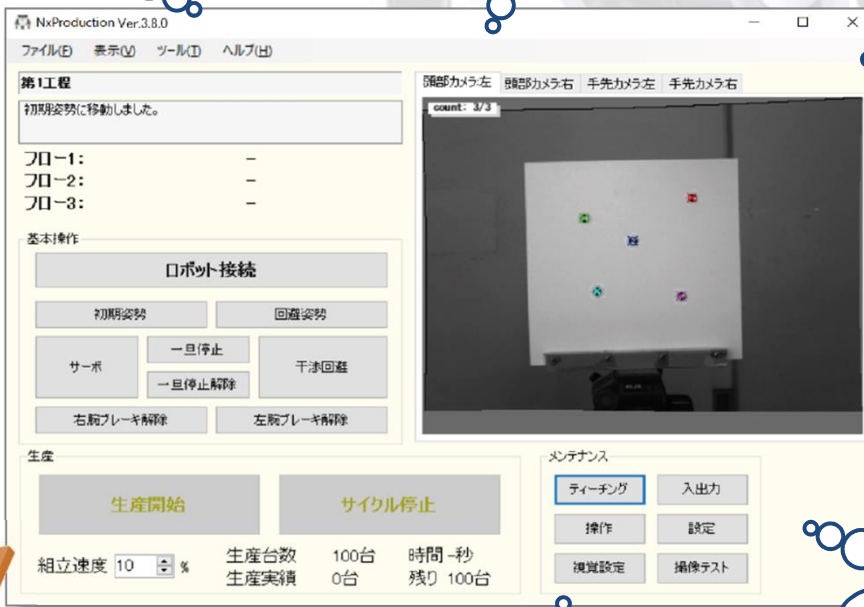 NxProduction Ver.3.8.0
ファイル(F) 表示(V) ツール(T) ヘルプ(H)
第1工程
初期姿勢に移動しました。
フロー1: -
フロー2: -
フロー3: -
基本操作
ロボット接続
初期姿勢 回避姿勢
サーボ 一旦停止 干渉回避
一旦停止解除
右腕ブレーキ解除 左腕ブレーキ解除
頭部カメラ:左 頭部カメラ:右 手先カメラ:左 手先カメラ:右
count: 3/3
生産
生産開始 サイクル停止
組立速度 10 % 生産台数 100台 時間 -秒
生産実績 0台 残り 100台
メンテナンス
ティーチング 入出力
操作 設定
視覚設定 撮像テスト